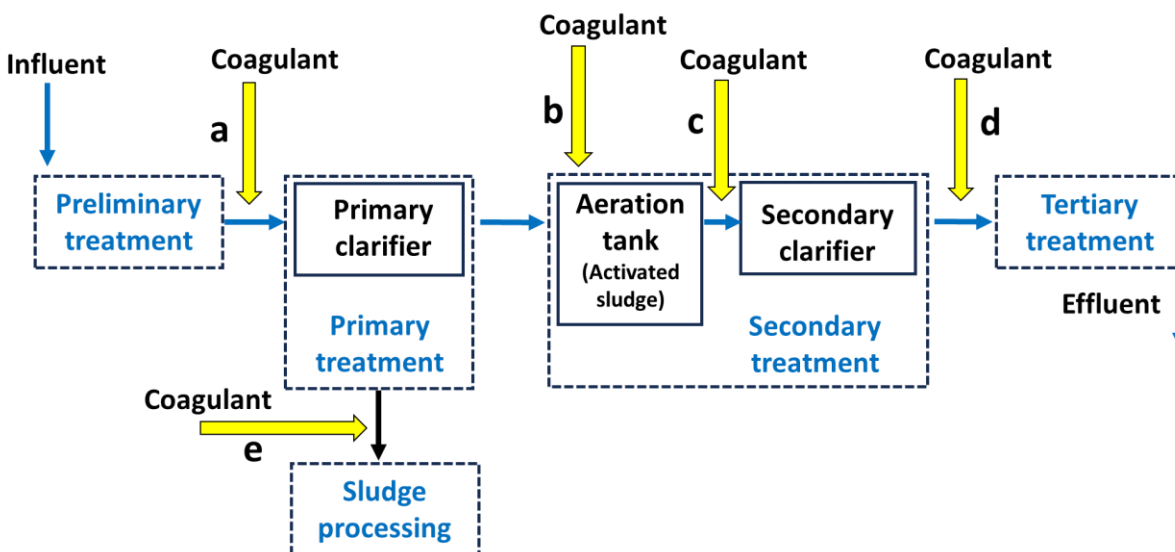 Influent
Coagulant
a
Coagulant
b
Coagulant
c
Coagulant
d
Preliminary
treatment
Primary
clarifier
Primary
treatment
Aeration
tank
(Activated
sludge)
Secondary
clarifier
Secondary
treatment
Tertiary
treatment
Effluent
Coagulant
e
Sludge
processing